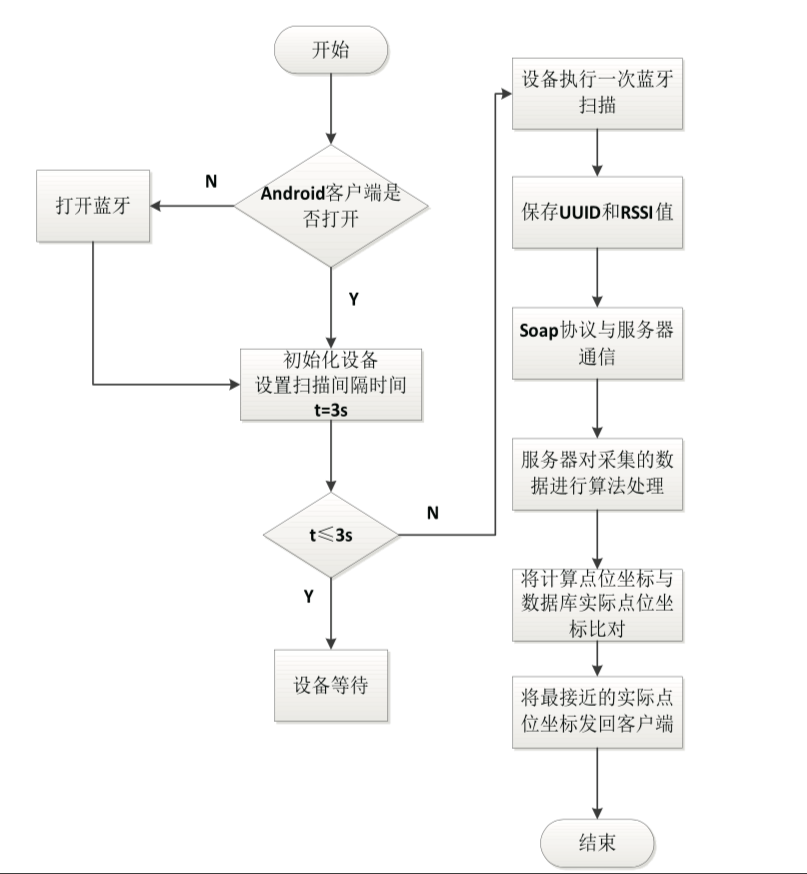 开始
Android客户端是
否打开
N
打开蓝牙
Y
初始化设备
设置扫描间隔时间
t=3s
t≤3s
N
Y
设备等待
设备执行一次蓝牙
扫描
保存UUID和RSSI值
Soap协议与服务器
通信
服务器对采集的数
据进行算法处理
将计算点位坐标与
数据库实际点位坐
标比对
将最接近的实际点
位坐标发回客户端
结束